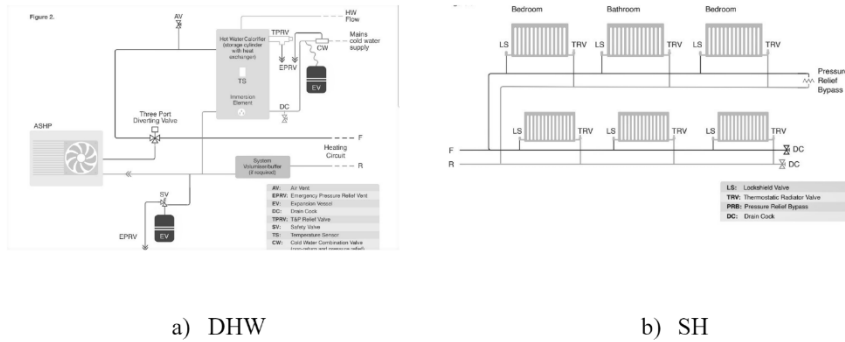 Figure 2.
AV
HW
Flow
Hot Water Calorifier
(storage cylinder
with heat
exchanger)
TPRV
Mains
cold water
supply
CW
EPRV
TS
EV
Immersion
Element
DC
ASHP
Three Port
Diverting Valve
F
Heating
Circuit
R
System
Volumiser/buffer
(if required)
SV
EPRV
EV
AV: Air Vent
EPRV: Emergency Pressure Relief Vent
EV: Expansion Vessel
DC: Drain Cock
TPRV: T&P Relief Valve
SV: Safety Valve
TS: Temperature Sensor
CW: Cold Water Combination Valve
a) DHW
Bedroom
Bathroom
Bedroom
LS
TRV
LS
TRV
LS
TRV
Pressure
Relief
Bypass
LS
TRV
LS
TRV
LS
TRV
F
DC
R
DC
LS: Lockshield Valve
TRV: Thermostatic Radiator Valve
PRB: Pressure Relief Bypass
DC: Drain Cock
b) SH